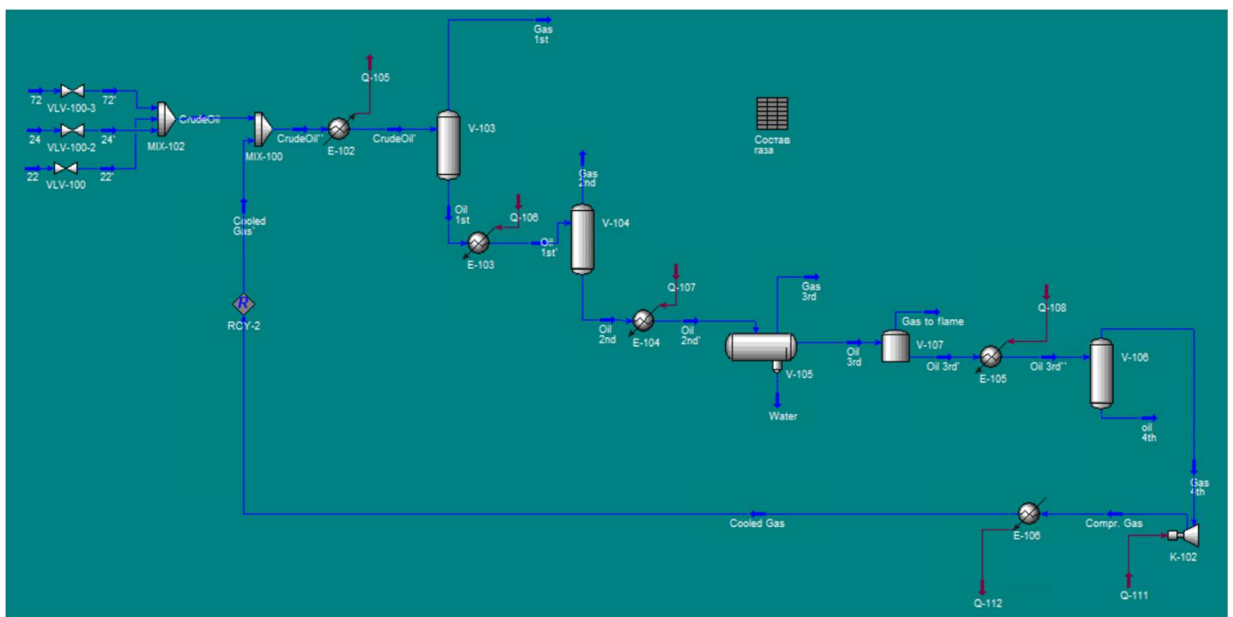 Gas
1st
Q-105
72
VLV-100-3
72'
24
VLV-100-2
24'
22
VLV-100
22'
MIX-102
CrudeOil
MIX-100
CrudeOil''
E-102
CrudeOil'
V-103
Состав
газа
Gas
2nd
Oil
1st
Q-106
E-103
Oil
1st'
V-104
Cooled
Gas'
RCY-2
R
Q-107
Oil
2nd
E-104
Oil
2nd'
Gas
3rd
V-105
Water
Oil
3rd
Gas to flame
V-107
Oil 3rd'
Q-108
E-105
Oil 3rd''
V-106
oil
4th
Gas
4th
Cooled Gas
E-106
Compr. Gas
K-102
Q-112
Q-111